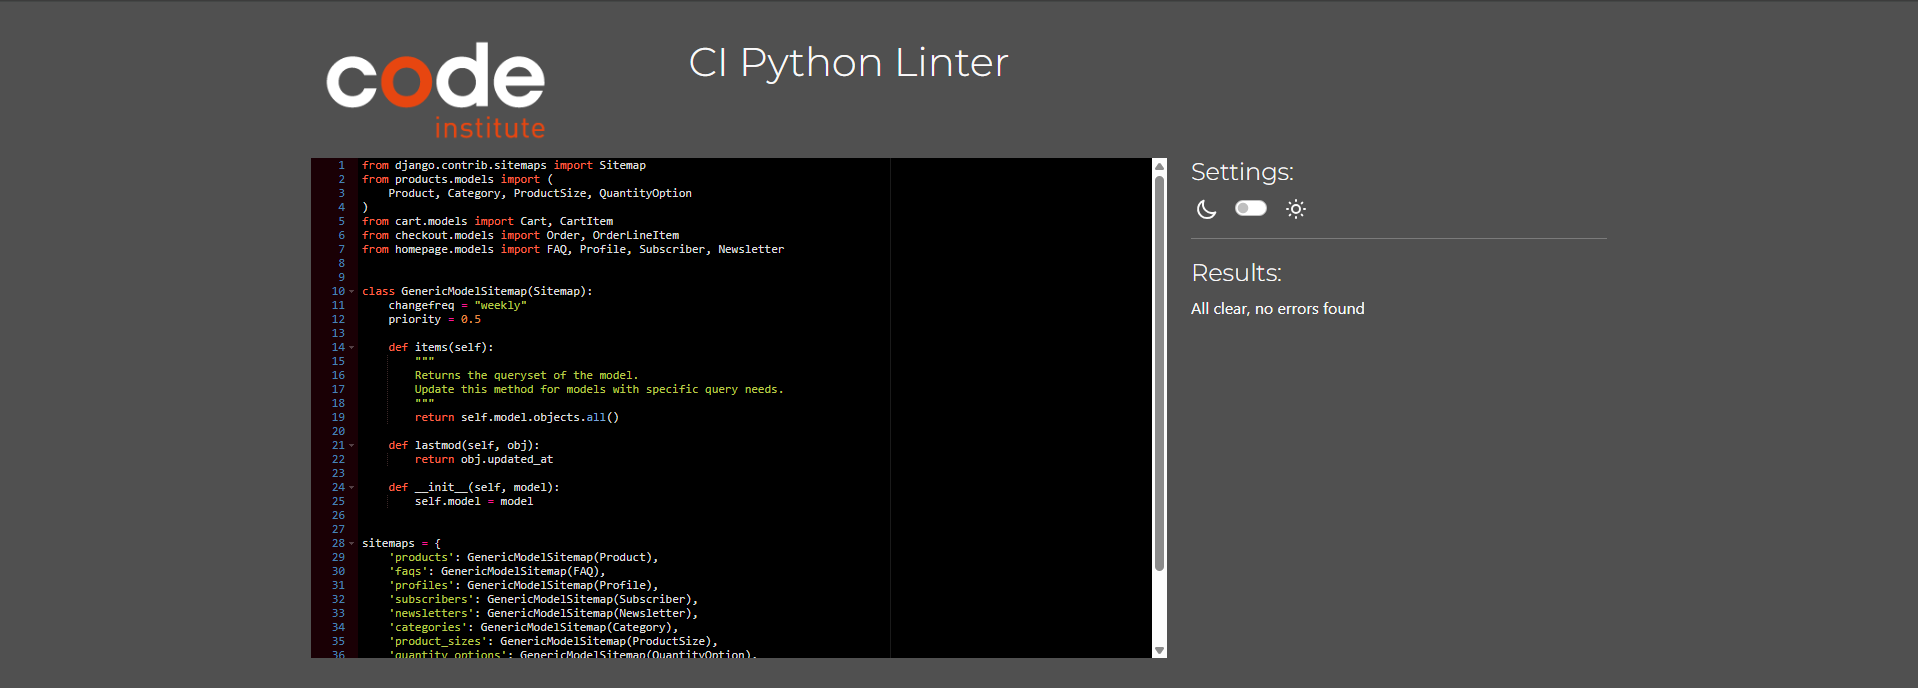 code
institute
CI Python Linter
1 from django.contrib.sitemaps import Sitemap
2 from products.models import (
3     Product, Category, ProductSize, QuantityOption
4 )
5 from cart.models import Cart, CartItem
6 from checkout.models import Order, OrderLineItem
7 from homepage.models import FAQ, Profile, Subscriber, Newsletter
8
9
10 class GenericModelSitemap(Sitemap):
11     changefreq = "weekly"
12     priority = 0.5
13
14     def items(self):
15         """
16         Returns the queryset of the model.
17         Update this method for models with specific query needs.
18         """
19         return self.model.objects.all()
20
21     def lastmod(self, obj):
22         return obj.updated_at
23
24     def __init__(self, model):
25         self.model = model
26
27
28 sitemaps = {
29     'products': GenericModelSitemap(Product),
30     'faqs': GenericModelSitemap(FAQ),
31     'profiles': GenericModelSitemap(Profile),
32     'subscribers': GenericModelSitemap(Subscriber),
33     'newsletters': GenericModelSitemap(Newsletter),
34     'categories': GenericModelSitemap(Category),
35     'product_sizes': GenericModelSitemap(ProductSize),
36     'quantity_options': GenericModelSitemap(QuantityOption),
Settings:
Results:
All clear, no errors found